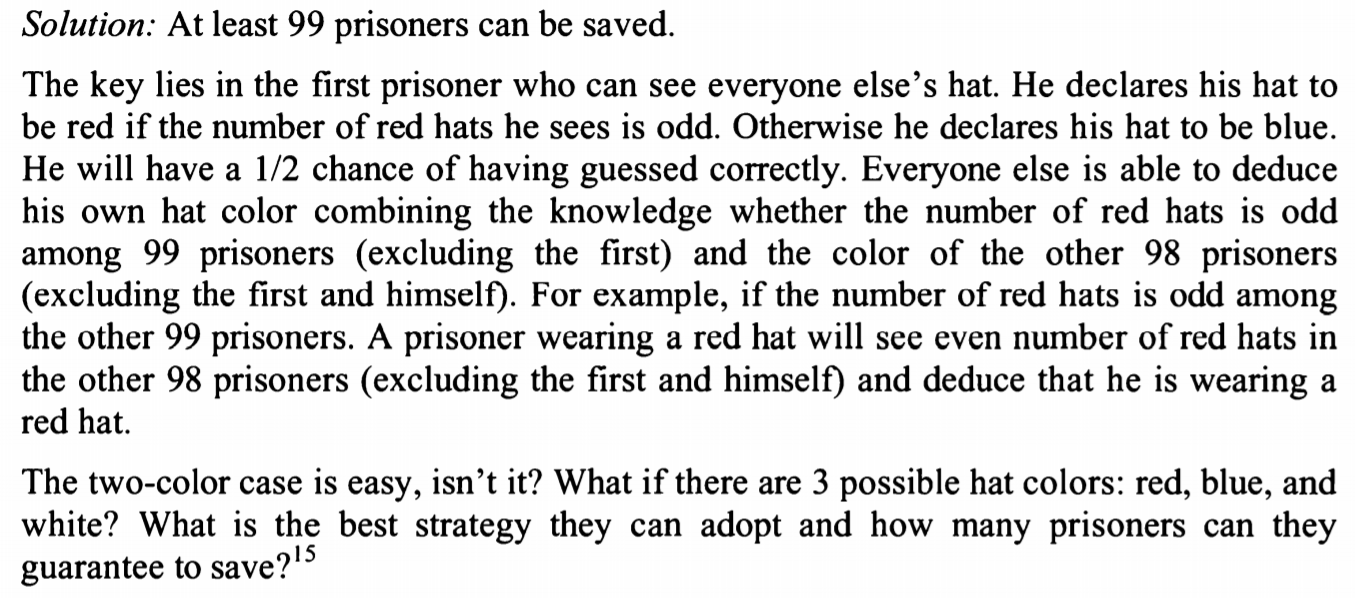 Solution: At least 99 prisoners can be saved.
The key lies in the first prisoner who can see everyone else's hat. He declares his hat to
be red if the number of red hats he sees is odd. Otherwise he declares his hat to be blue.
He will have a 1/2 chance of having guessed correctly. Everyone else is able to deduce
his own hat color combining the knowledge whether the number of red hats is odd
among 99 prisoners (excluding the first) and the color of the other 98 prisoners
(excluding the first and himself). For example, if the number of red hats is odd among
the other 99 prisoners. A prisoner wearing a red hat will see even number of red hats in
the other 98 prisoners (excluding the first and himself) and deduce that he is wearing a
red hat.
The two-color case is easy, isn't it? What if there are 3 possible hat colors: red, blue, and
white? What is the best strategy they can adopt and how many prisoners can they
guarantee to save?¹⁵